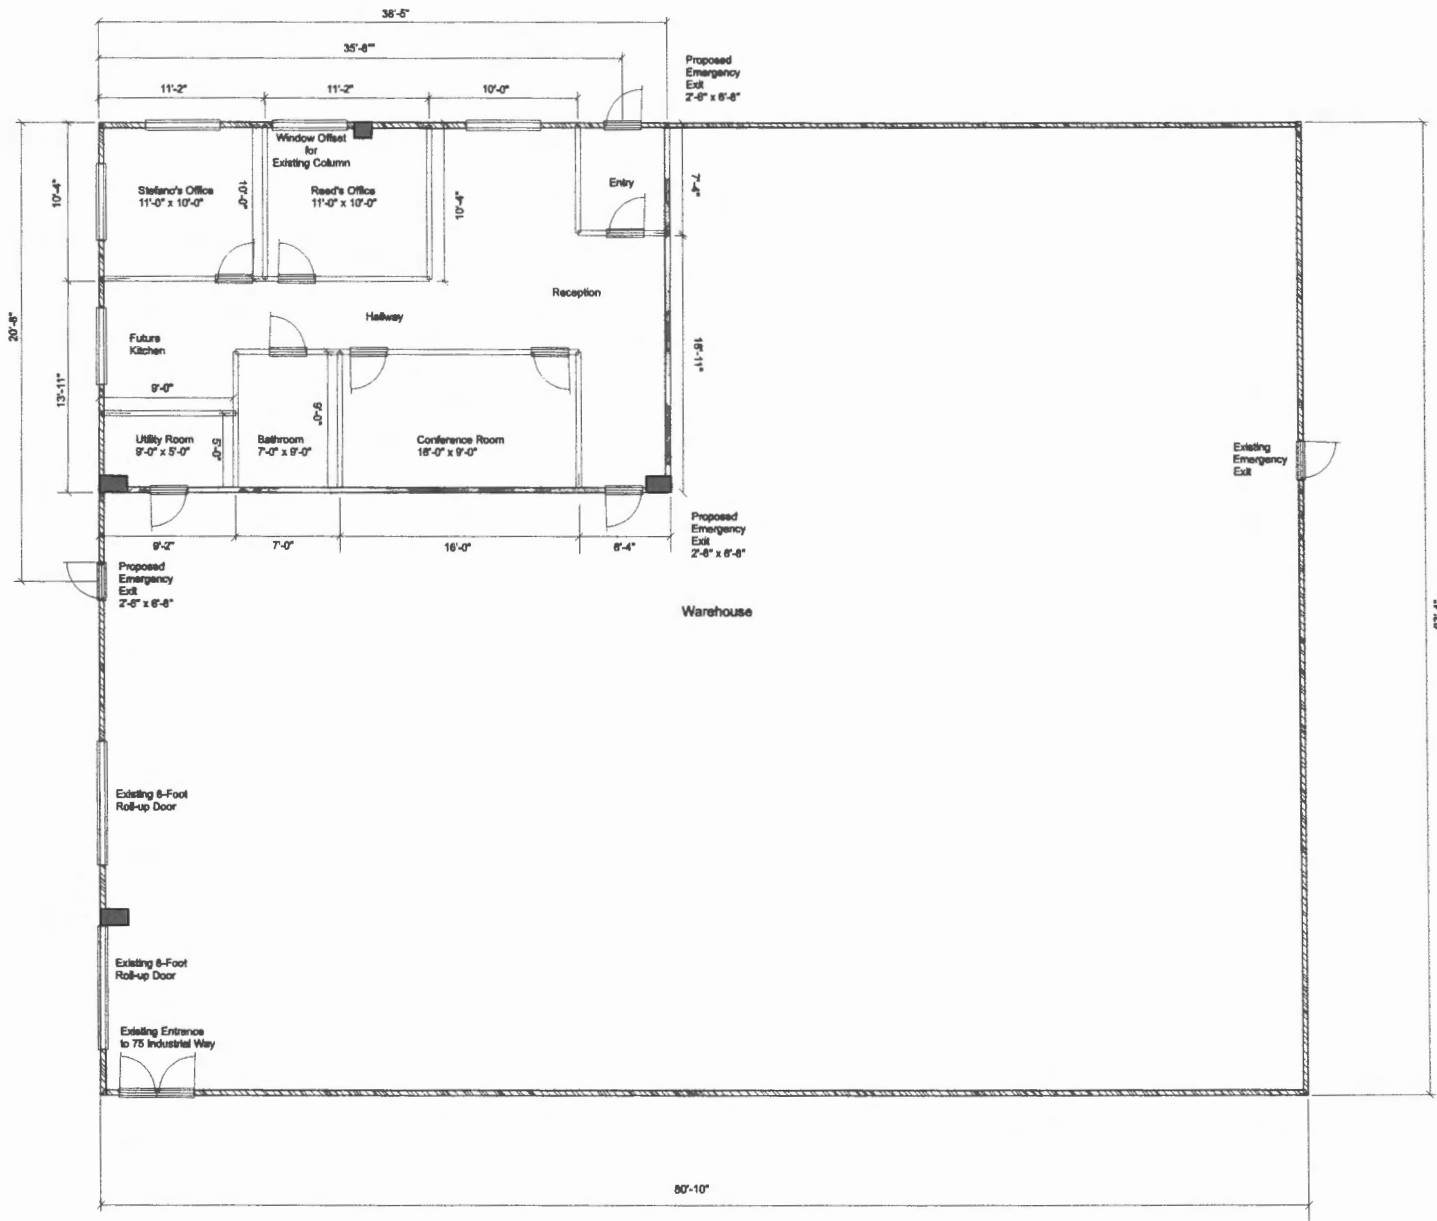 38'-5"
35'-8""
Proposed
Emergency
Exit
2'-6" x 6'-8"
11'-2"
11'-2"
10'-0"
Window Offset
for
Existing Column
Stefano's Office
11'-0" x 10'-0"
10'-0"
Reed's Office
11'-0" x 10'-0"
Entry
7'-4"
10'-4"
10'-4"
Reception
Hallway
20'-8"
Future
Kitchen
16'-11"
13'-11"
9'-0"
9'-0"
Utility Room
9'-0" x 5'-0"
5'-0"
Bathroom
7'-0" x 9'-0"
Conference Room
16'-0" x 9'-0"
Existing
Emergency
Exit
Proposed
Emergency
Exit
2'-6" x 6'-8"
9'-2"
7'-0"
16'-0"
6'-4"
Proposed
Emergency
Exit
2'-6" x 6'-8"
Warehouse
Existing 8-Foot
Roll-up Door
Existing 8-Foot
Roll-up Door
Existing Entrance
to 75 Industrial Way
80'-10"